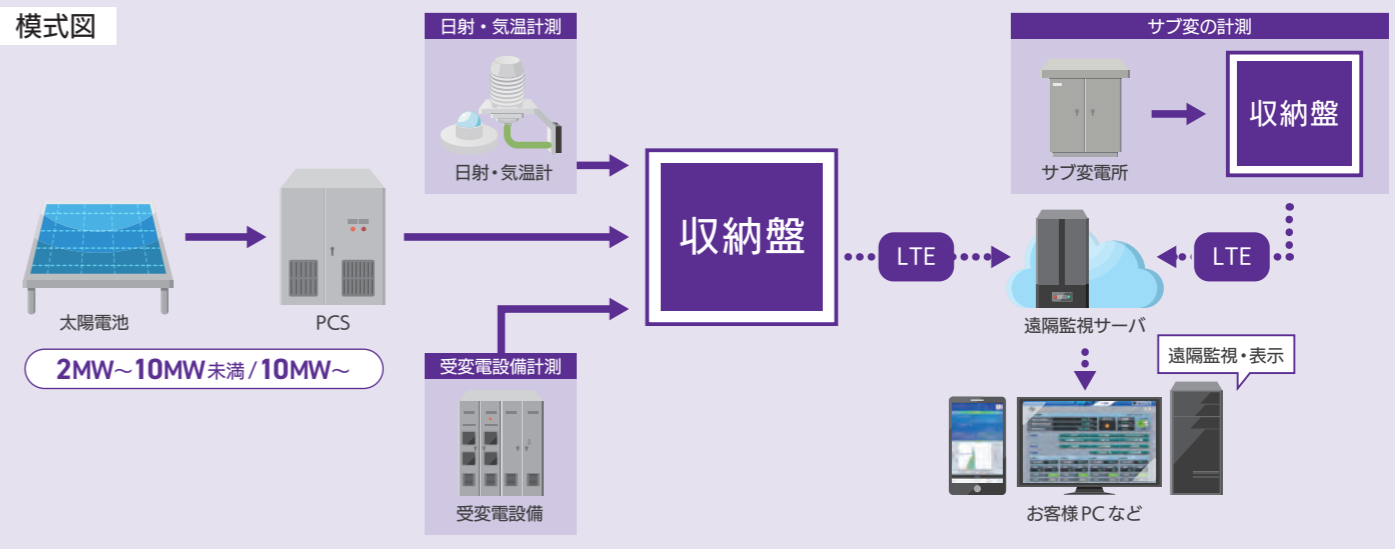 模式図
日射・気温計測
日射・気温計
太陽電池
PCS
2MW～10MW未満/10MW～
受変電設備計測
受変電設備
収納盤
LTE
サブ変の計測
サブ変電所
収納盤
LTE
遠隔監視サーバ
遠隔監視・表示
お客様PCなど